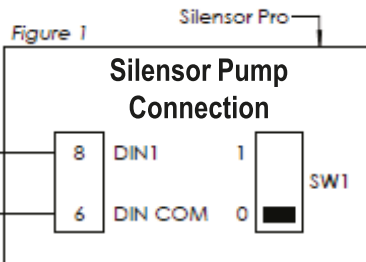 Silensor Pro
Figure 1
Silensor Pump
Connection
8 DIN1 1
SW1
6 DIN COM 0